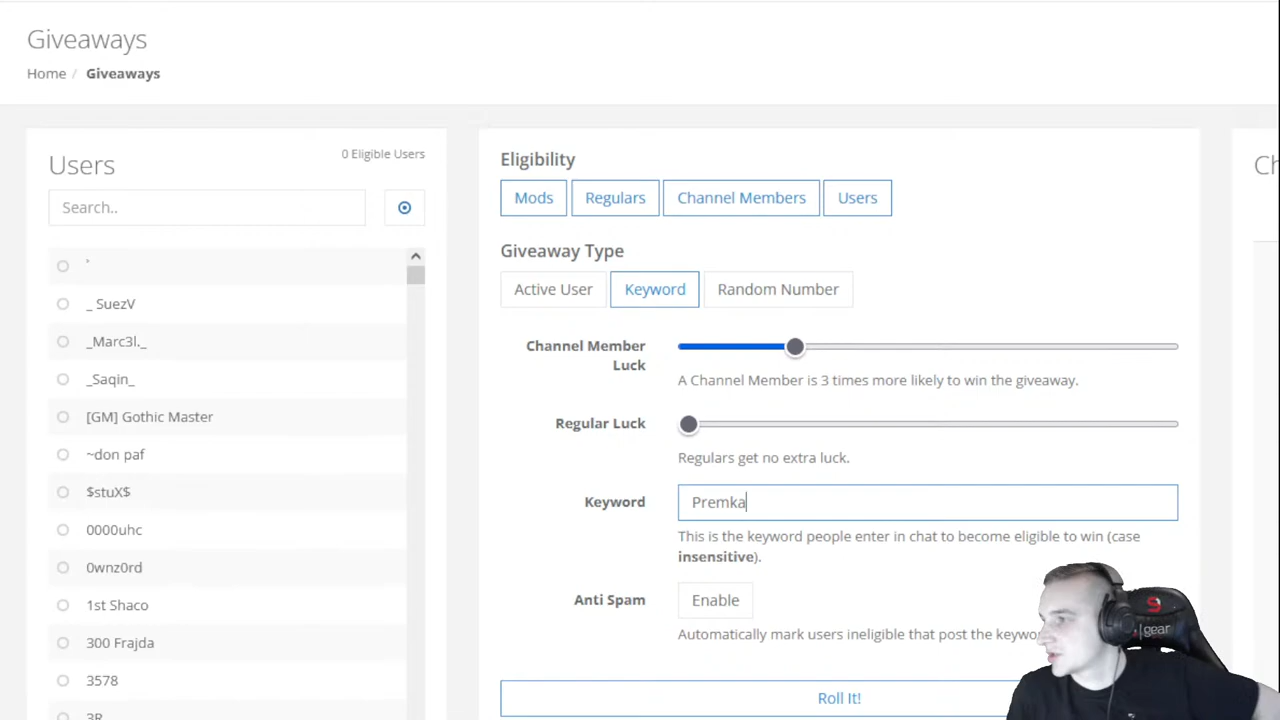 Giveaways
Home / Giveaways
Users
0 Eligible Users
Search..
`
_ SuezV
_Marc3l._
_Saqin_
[GM] Gothic Master
~don paf
$stuX$
0000uhc
0wnz0rd
1st Shaco
300 Frajda
3578
3R
Eligibility
Mods Regulars Channel Members Users
Giveaway Type
Active User Keyword Random Number
Channel Member
Luck
A Channel Member is 3 times more likely to win the giveaway.
Regular Luck
Regulars get no extra luck.
Keyword
Premka
This is the keyword people enter in chat to become eligible to win (case
insensitive).
Anti Spam
Enable
Automatically mark users ineligible that post the
Roll It!
S
gear